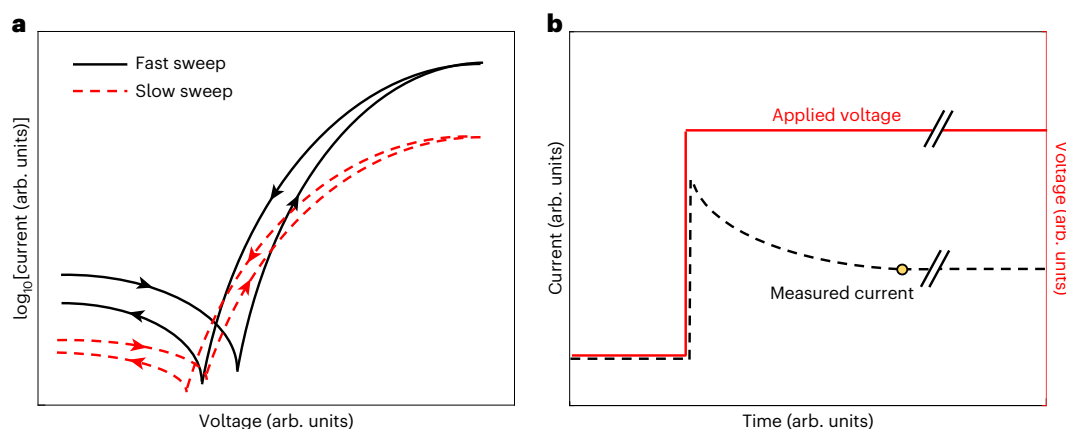 a
Fast sweep
Slow sweep
log10[current (arb. units)]
Voltage (arb. units)
b
Applied voltage
Measured current
Current (arb. units)
Voltage (arb. units)
Time (arb. units)